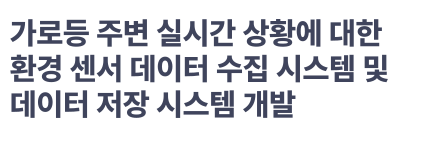 가로등 주변 실시간 상황에 대한
환경 센서 데이터 수집 시스템 및
데이터 저장 시스템 개발